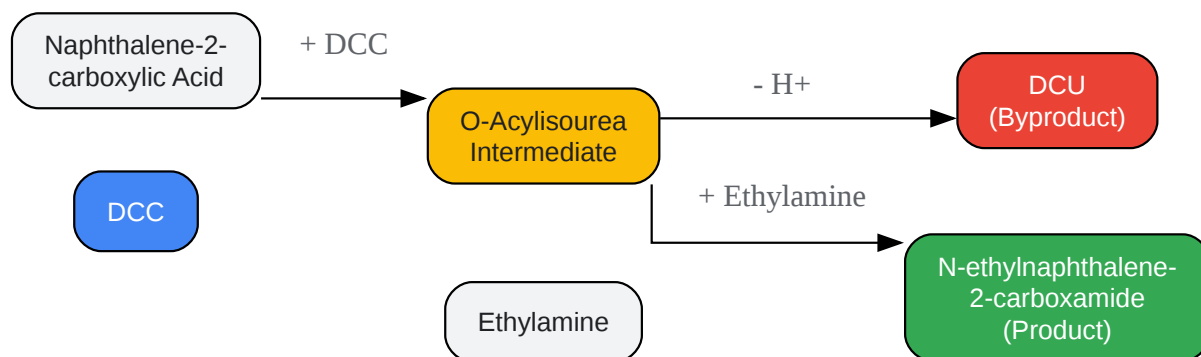 Naphthalene-2-
carboxylic Acid
+ DCC
O-Acylisourea
Intermediate
- H+
DCU
(Byproduct)
DCC
+ Ethylamine
N-ethylnaphthalene-
2-carboxamide
(Product)
Ethylamine